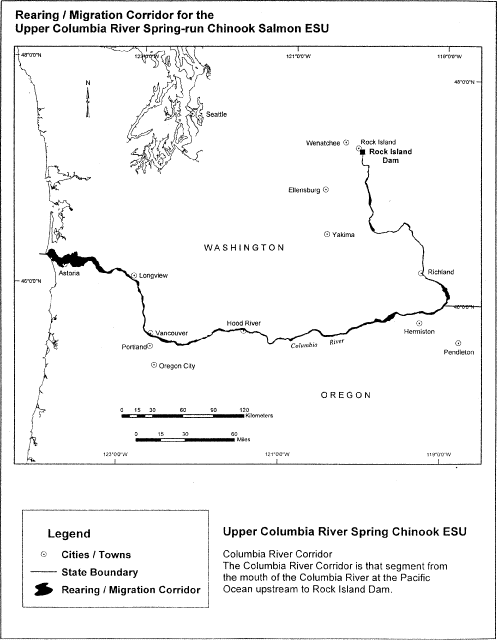 Rearing / Migration Corridor for the
Upper Columbia River Spring-run Chinook Salmon ESU
48°0'0"N
121°0'0"W
119°0'0"W
48°0'0"N
N
Seattle
Wenatchee
Rock Island
Rock Island
Dam
Ellensburg
Yakima
WASHINGTON
Richland
Astoria
46°0'0"N
Longview
46°0'0"N
Hood River
Vancouver
Hermiston
Columbia River
Portland
Pendleton
Oregon City
OREGON
0 15 30 60 90 120
Kilometers
0 15 30 60
Miles
123°0'0"W
121°0'0"W
119°0'0"W
Legend
Cities / Towns
State Boundary
Rearing / Migration Corridor
Upper Columbia River Spring Chinook ESU
Columbia River Corridor
The Columbia River Corridor is that segment from
the mouth of the Columbia River at the Pacific
Ocean upstream to Rock Island Dam.